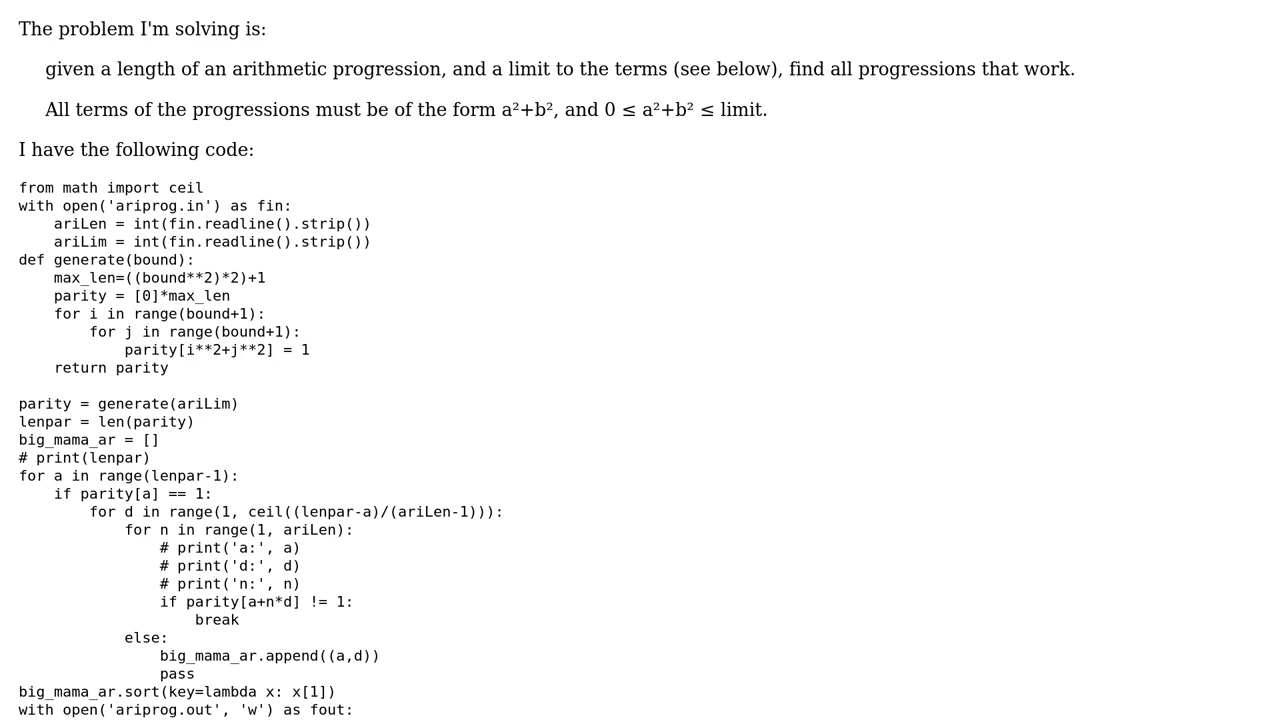 The problem I'm solving is:
given a length of an arithmetic progression, and a limit to the terms (see below), find all progressions that work.
All terms of the progressions must be of the form a²+b², and 0 ≤ a²+b² ≤ limit.
I have the following code:
from math import ceil
with open('ariprog.in') as fin:
    ariLen = int(fin.readline().strip())
    ariLim = int(fin.readline().strip())
def generate(bound):
    max_len=((bound**2)*2)+1
    parity = [0]*max_len
    for i in range(bound+1):
        for j in range(bound+1):
            parity[i**2+j**2] = 1
    return parity

parity = generate(ariLim)
lenpar = len(parity)
big_mama_ar = []
# print(lenpar)
for a in range(lenpar-1):
    if parity[a] == 1:
        for d in range(1, ceil((lenpar-a)/(ariLen-1))):
            for n in range(1, ariLen):
                # print('a:', a)
                # print('d:', d)
                # print('n:', n)
                if parity[a+n*d] != 1:
                    break
            else:
                big_mama_ar.append((a,d))
                pass
big_mama_ar.sort(key=lambda x: x[1])
with open('ariprog.out', 'w') as fout: